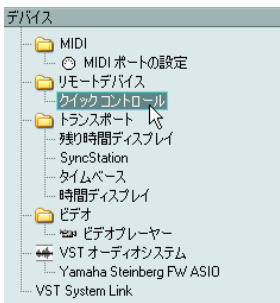 デバイス
MIDI
MIDI ポートの設定
リモートデバイス
クイックコントロール
トランスポート
残り時間ディスプレイ
SyncStation
タイムベース
時間ディスプレイ
ビデオ
ビデオプレーヤー
VST オーディオシステム
Yamaha Steinberg FW ASIO
VST System Link